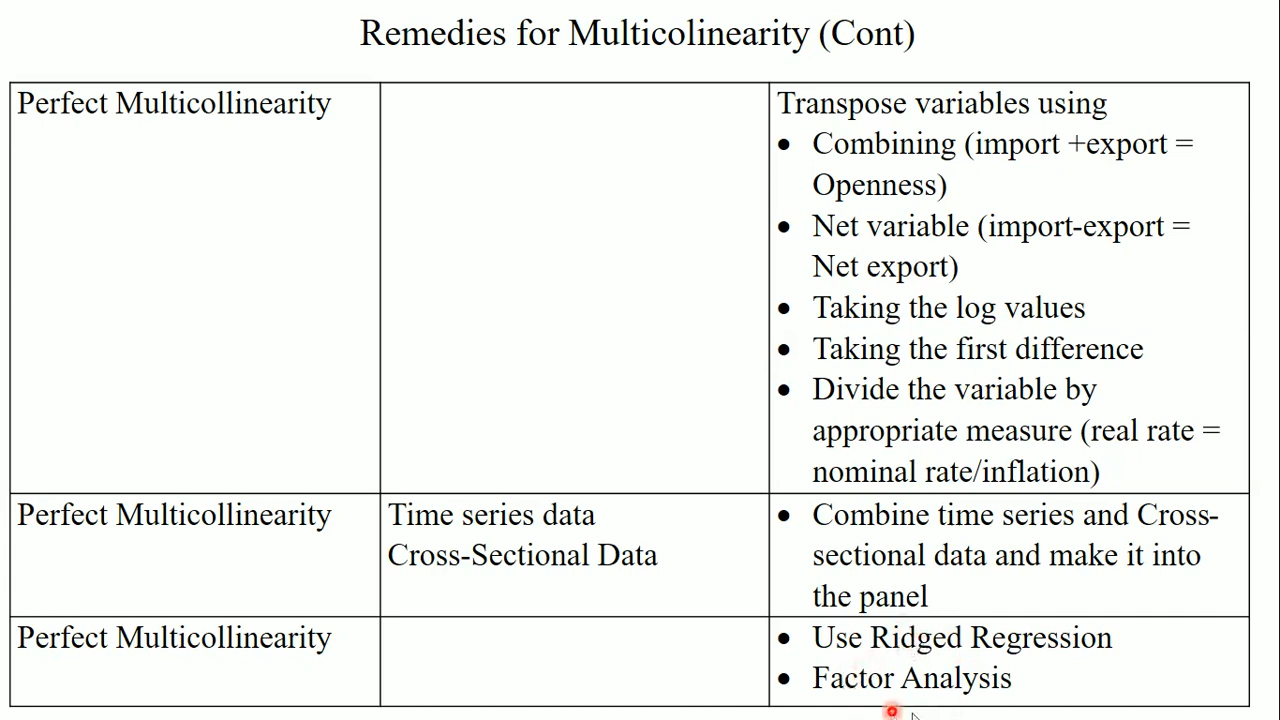 Remedies for Multicolinearity (Cont)
Perfect Multicollinearity
Transpose variables using
• Combining (import +export =
Openness)
• Net variable (import-export =
Net export)
• Taking the log values
• Taking the first difference
• Divide the variable by
appropriate measure (real rate =
nominal rate/inflation)
Perfect Multicollinearity
Time series data
Cross-Sectional Data
• Combine time series and Cross-
sectional data and make it into
the panel
Perfect Multicollinearity
• Use Ridged Regression
• Factor Analysis